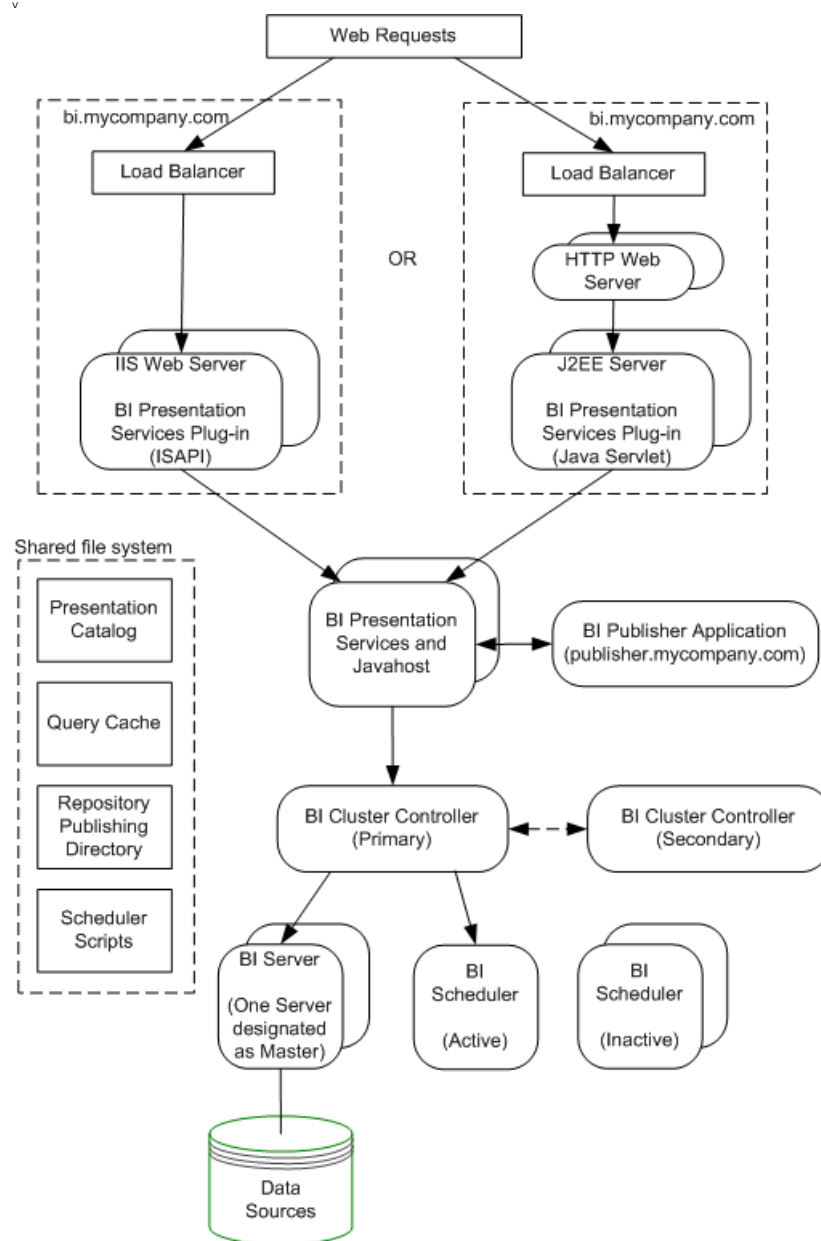 v
Web Requests
bi.mycompany.com
bi.mycompany.com
Load Balancer
Load Balancer
OR
HTTP Web
Server
IIS Web Server
BI Presentation
Services Plug-in
(ISAPI)
J2EE Server
BI Presentation
Services Plug-in
(Java Servlet)
Shared file system
Presentation
Catalog
Query Cache
Repository
Publishing
Directory
Scheduler
Scripts
BI Presentation
Services and
Javahost
BI Publisher Application
(publisher.mycompany.com)
BI Cluster Controller
(Primary)
BI Cluster Controller
(Secondary)
BI Server
(One Server
designated
as Master)
BI
Scheduler
(Active)
BI
Scheduler
(Inactive)
Data
Sources